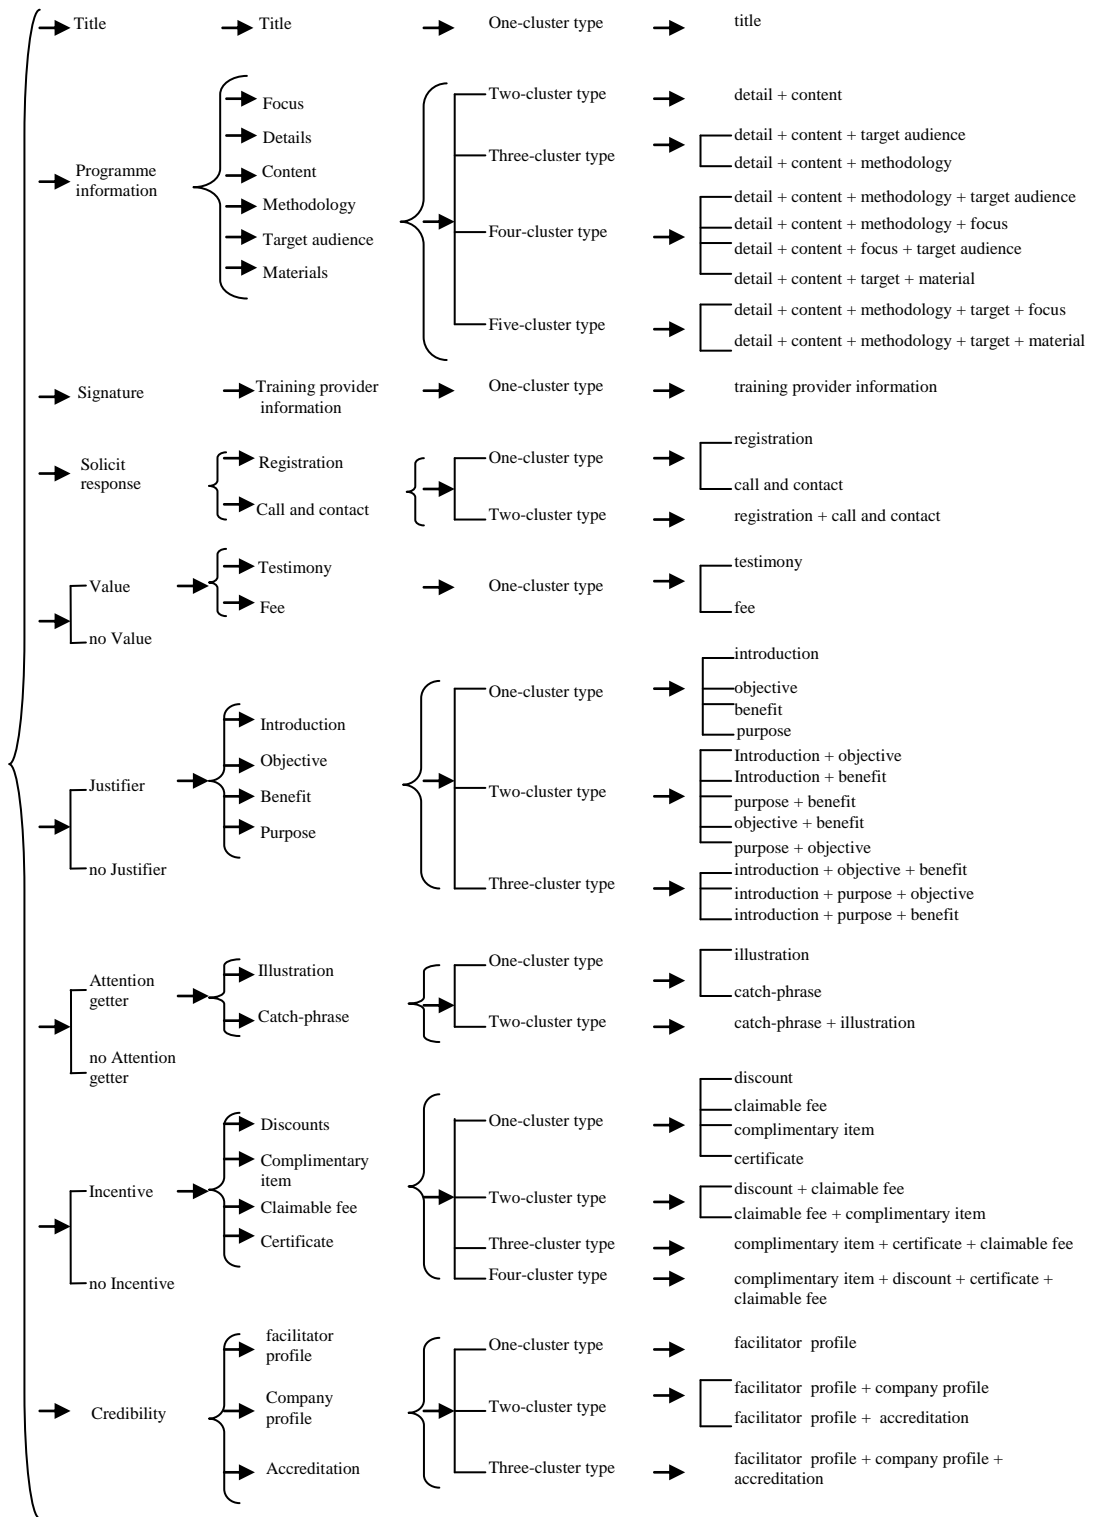 Title
Title
One-cluster type
title
Programme
information
Focus
Details
Content
Methodology
Target audience
Materials
Two-cluster type
detail + content
Three-cluster type
detail + content + target audience
detail + content + methodology
Four-cluster type
detail + content + methodology + target audience
detail + content + methodology + focus
detail + content + focus + target audience
detail + content + target + material
Five-cluster type
detail + content + methodology + target + focus
detail + content + methodology + target + material
Signature
Training provider
information
One-cluster type
training provider information
Solicit
response
Registration
Call and contact
One-cluster type
registration
call and contact
Two-cluster type
registration + call and contact
Value
no Value
Testimony
Fee
One-cluster type
testimony
fee
Justifier
no Justifier
Introduction
Objective
Benefit
Purpose
One-cluster type
introduction
objective
benefit
purpose
Two-cluster type
Introduction + objective
Introduction + benefit
purpose + benefit
objective + benefit
purpose + objective
Three-cluster type
introduction + objective + benefit
introduction + purpose + objective
introduction + purpose + benefit
Attention
getter
no Attention
getter
Illustration
Catch-phrase
One-cluster type
illustration
catch-phrase
Two-cluster type
catch-phrase + illustration
Incentive
no Incentive
Discounts
Complimentary
item
Claimable fee
Certificate
One-cluster type
discount
claimable fee
complimentary item
certificate
Two-cluster type
discount + claimable fee
claimable fee + complimentary item
Three-cluster type
complimentary item + certificate + claimable fee
Four-cluster type
complimentary item + discount + certificate +
claimable fee
Credibility
facilitator
profile
Company
profile
Accreditation
One-cluster type
facilitator profile
Two-cluster type
facilitator profile + company profile
facilitator profile + accreditation
Three-cluster type
facilitator profile + company profile +
accreditation